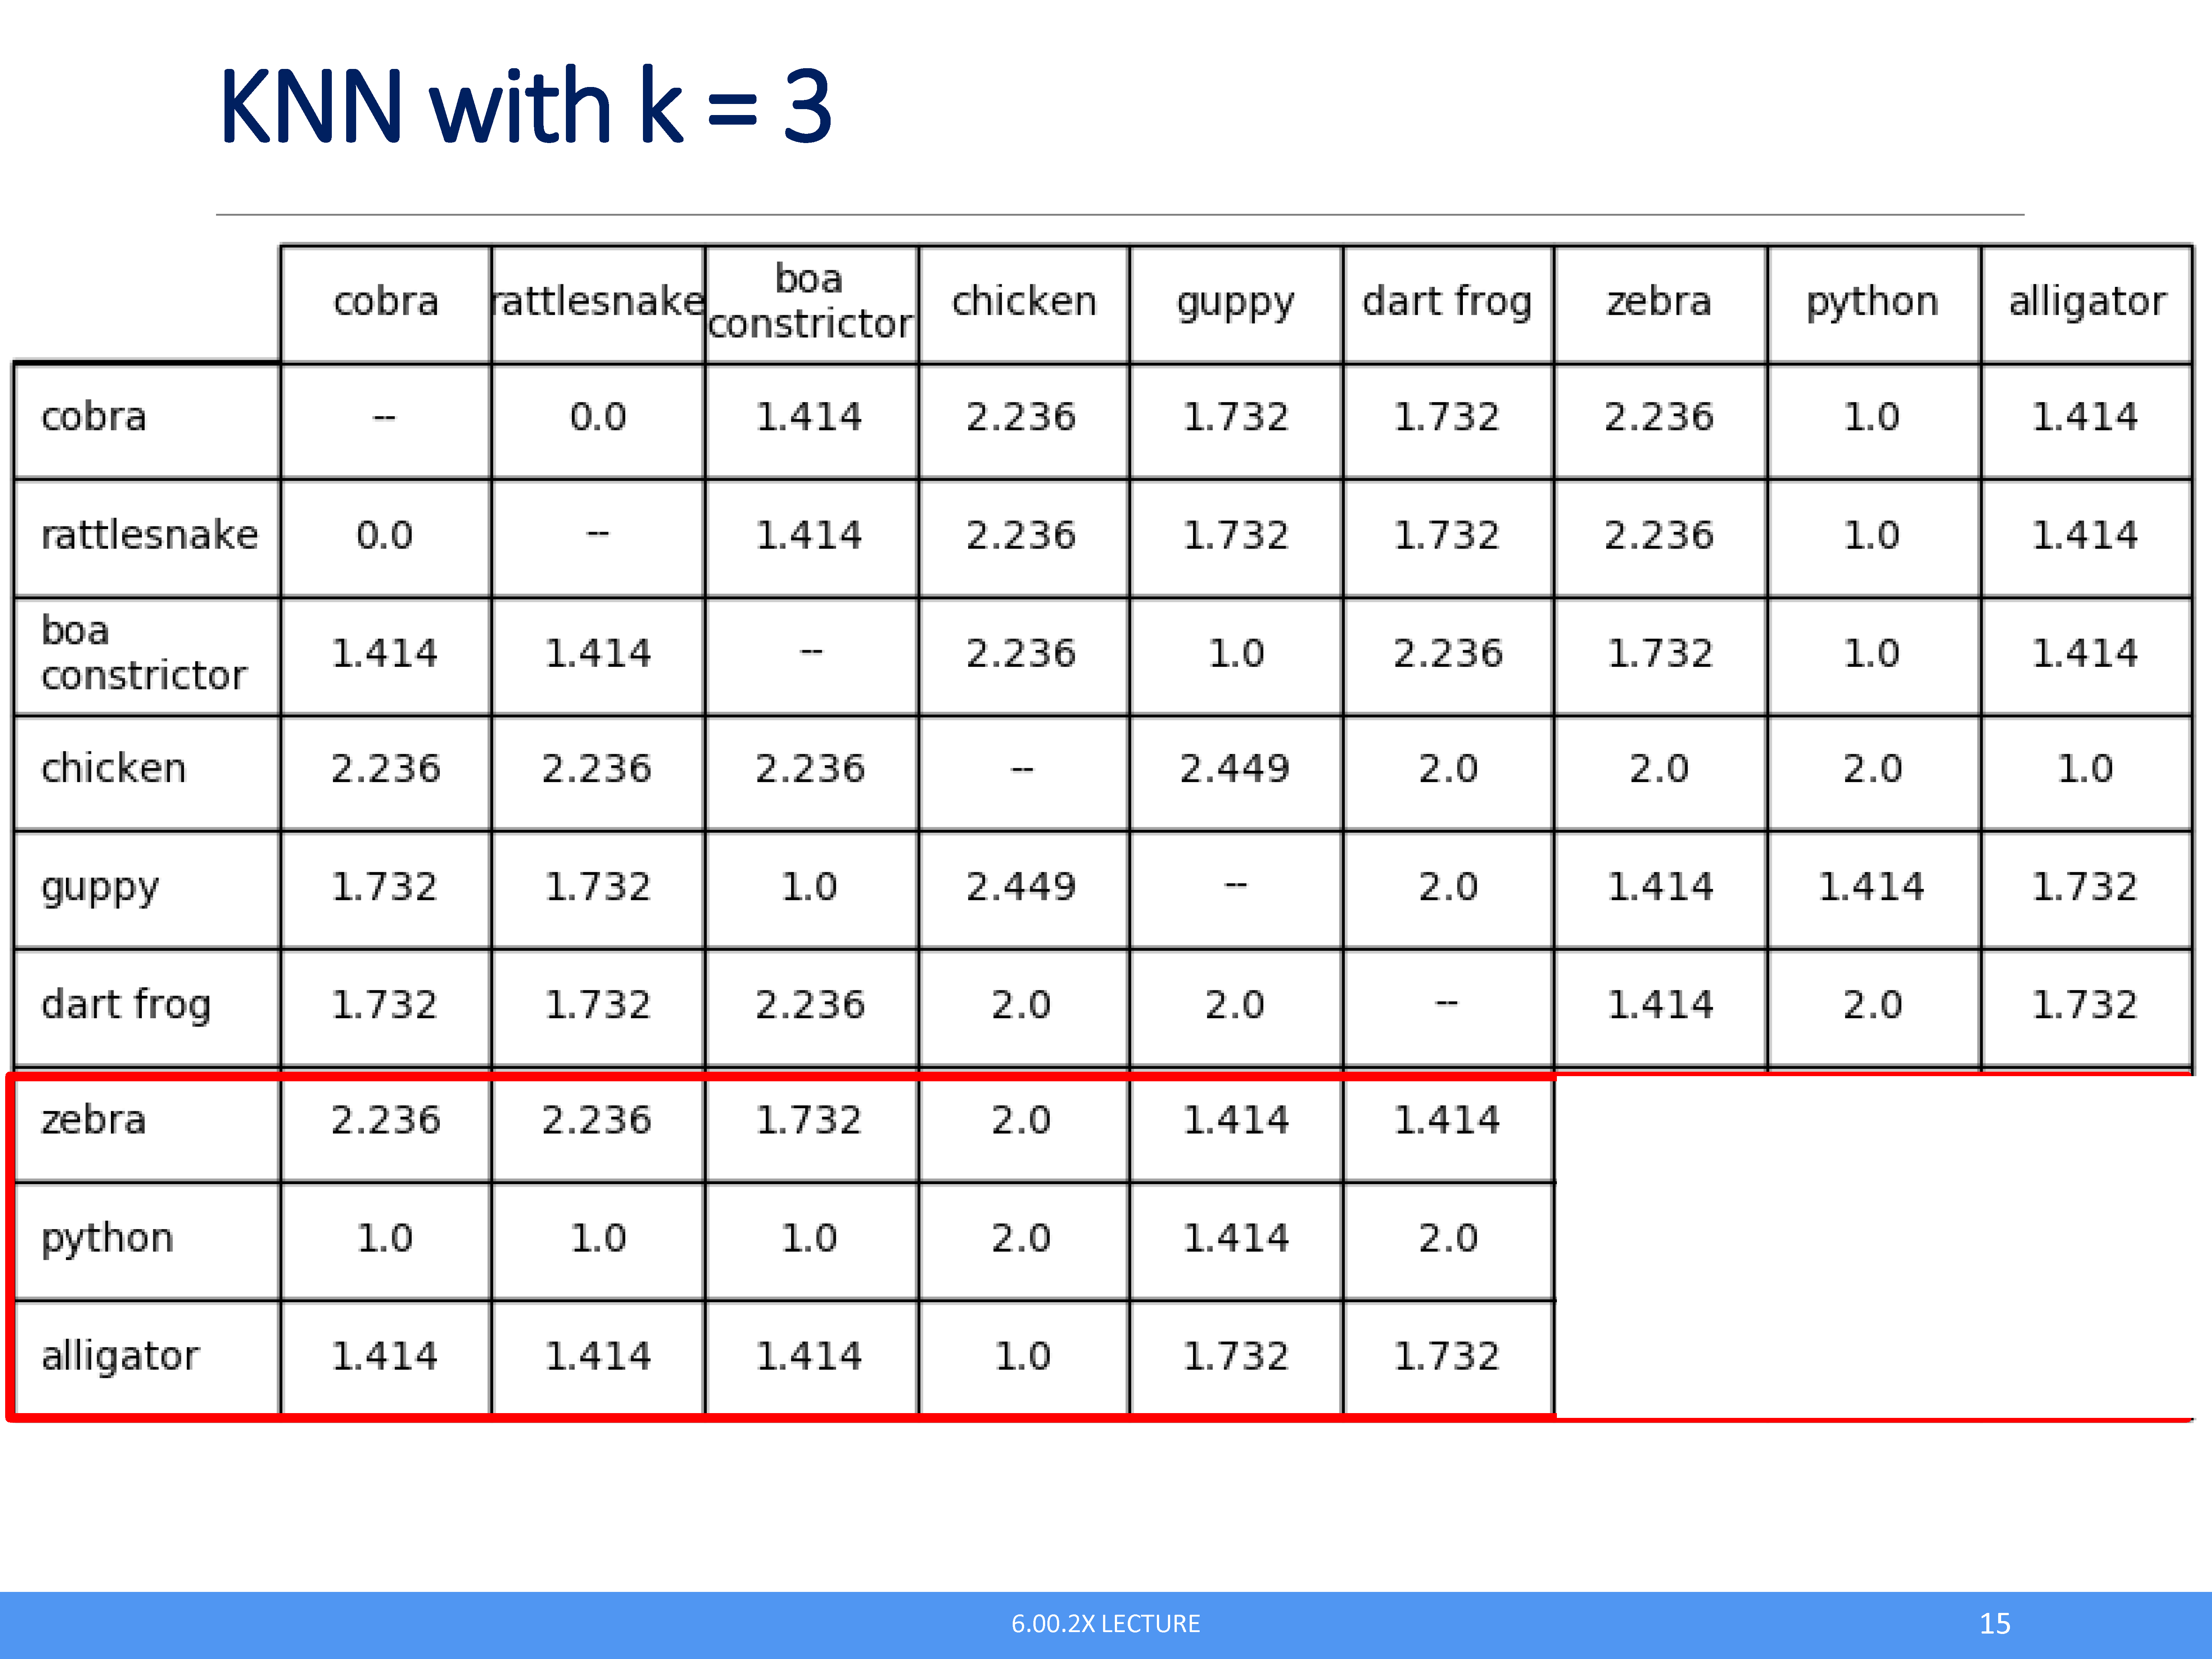 KNN with k = 3
cobra rattlesnake boa constrictor chicken guppy dart frog zebra python alligator
cobra -- 0.0 1.414 2.236 1.732 1.732 2.236 1.0 1.414
rattlesnake 0.0 -- 1.414 2.236 1.732 1.732 2.236 1.0 1.414
boa constrictor 1.414 1.414 -- 2.236 1.0 2.236 1.732 1.0 1.414
chicken 2.236 2.236 2.236 -- 2.449 2.0 2.0 2.0 1.0
guppy 1.732 1.732 1.0 2.449 -- 2.0 1.414 1.414 1.732
dart frog 1.732 1.732 2.236 2.0 2.0 -- 1.414 2.0 1.732
zebra 2.236 2.236 1.732 2.0 1.414 1.414
python 1.0 1.0 1.0 2.0 1.414 2.0
alligator 1.414 1.414 1.414 1.0 1.732 1.732
6.00.2X LECTURE 15